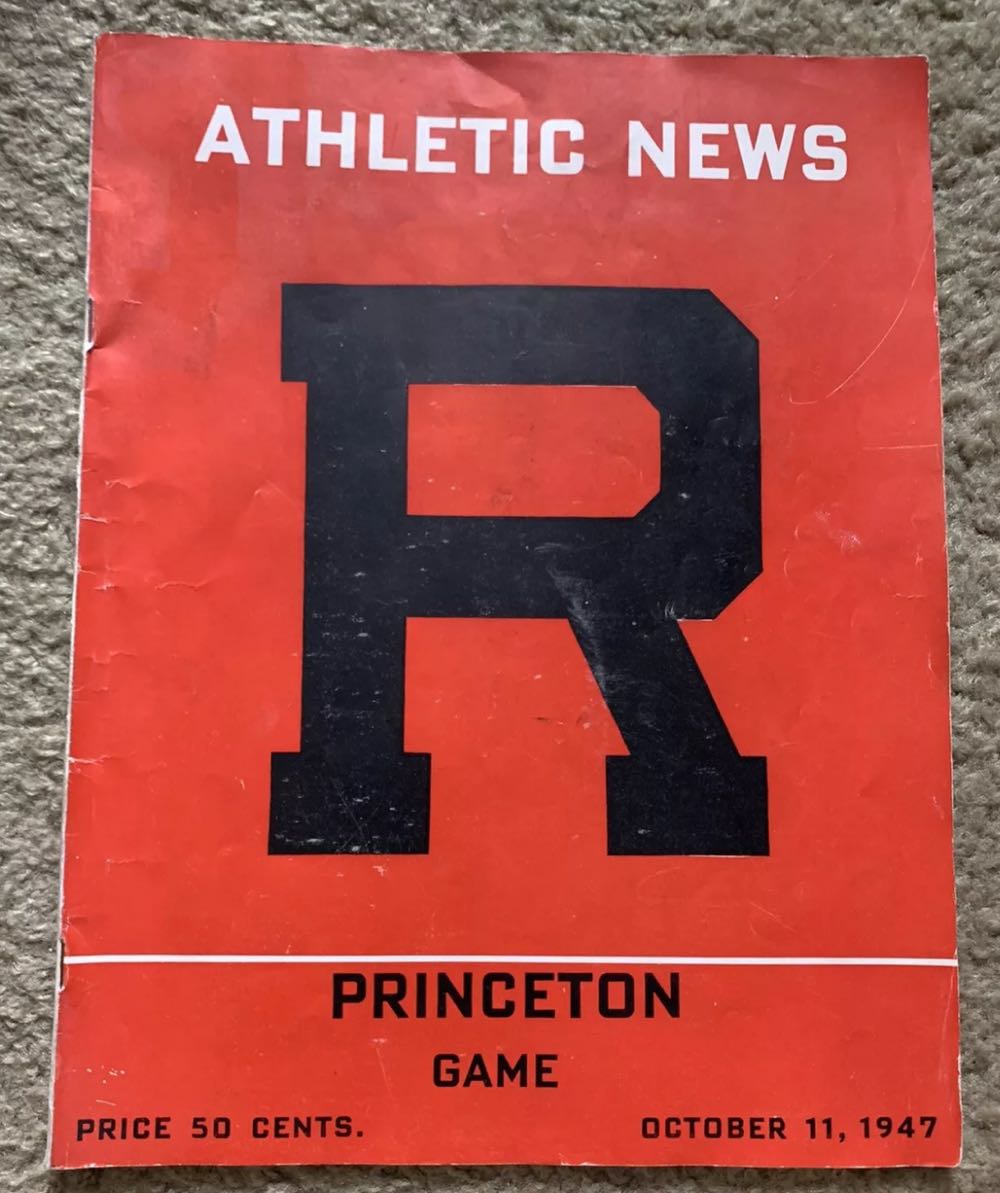 ATHLETIC NEWS
R
PRINCETON
GAME
PRICE 50 CENTS. OCTOBER 11, 1947